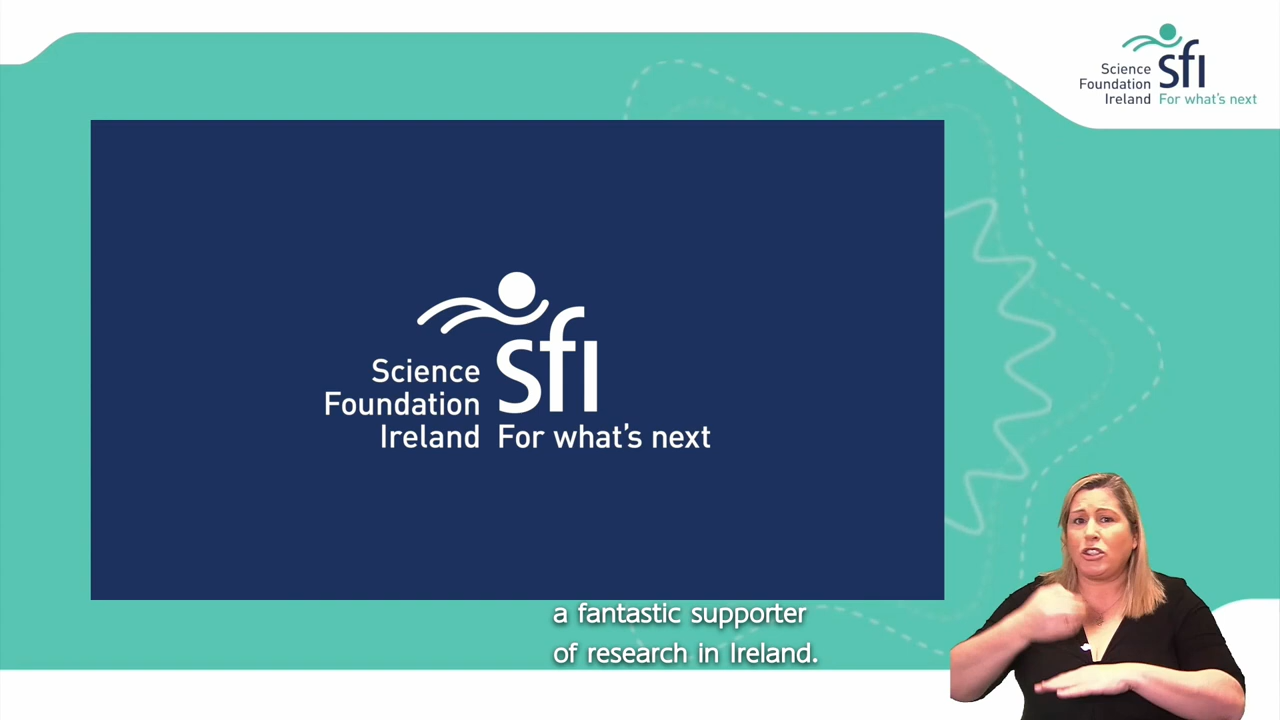 Science
Foundation
Ireland
sfi
For what's next
Science
Foundation
Ireland
sfi
For what's next
a fantastic supporter
of research in Ireland.